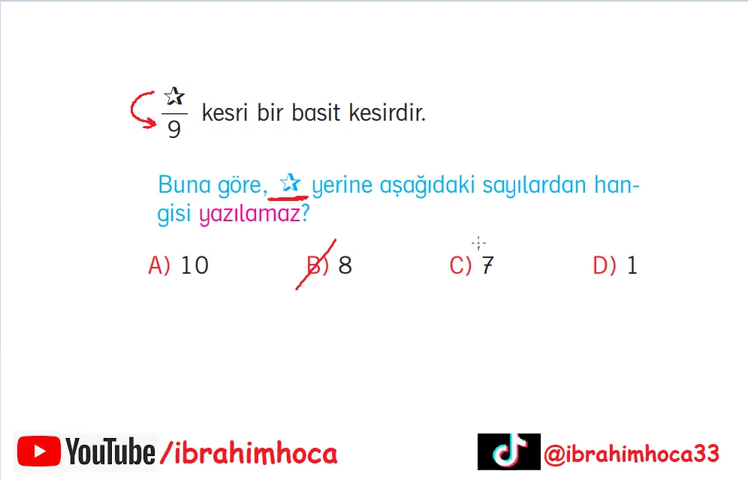 ☆
9 kesri bir basit kesirdir.
Buna göre, ☆ yerine aşağıdaki sayılardan han-
gisi yazılamaz?
A) 10 B) 8 C) 7 D) 1
YouTube/ibrahimhoca @ibrahimhoca33